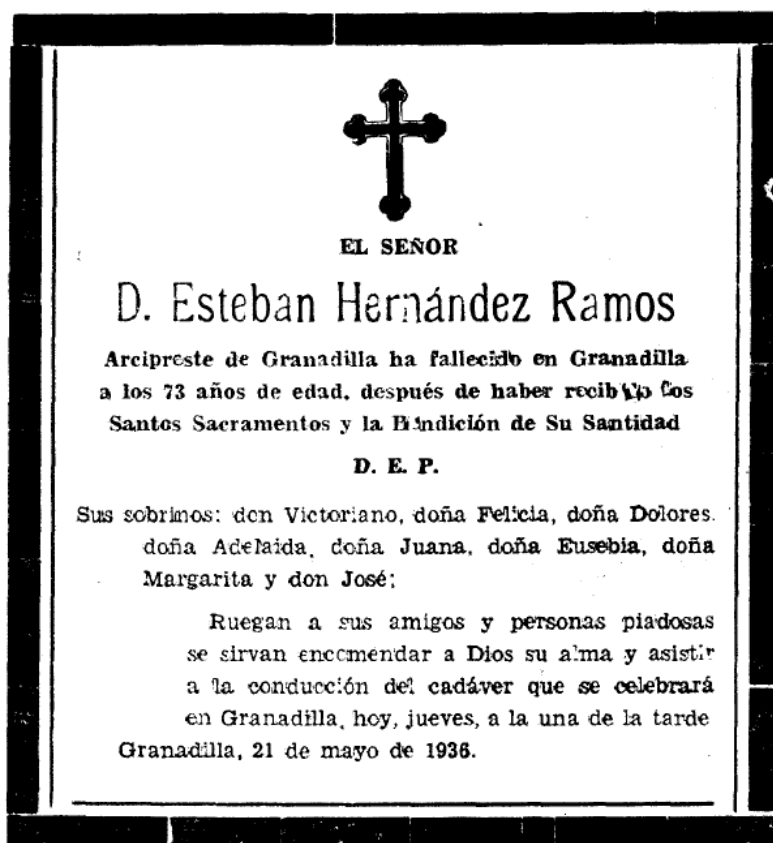 EL SEÑOR
D. Esteban Hernández Ramos
Arcipreste de Granadilla ha fallecido en Granadilla
a los 73 años de edad, después de haber recibido los
Santos Sacramentos y la Bendición de Su Santidad
D. E. P.
Sus sobrinos: don Victoriano, doña Felicia, doña Dolores.
doña Adelaida, doña Juana, doña Eusebia, doña
Margarita y don José;
Ruegan a sus amigos y personas piadosas
se sirvan encomendar a Dios su alma y asistir
a la conducción del cadáver que se celebrará
en Granadilla, hoy, jueves, a la una de la tarde
Granadilla, 21 de mayo de 1936.